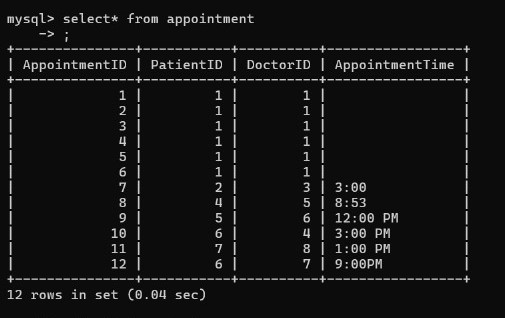 mysql> select* from appointment
    -> ;
+---------------+-----------+----------+-----------------+
| AppointmentID | PatientID | DoctorID | AppointmentTime |
+---------------+-----------+----------+-----------------+
|             1 |         1 |        1 |                 |
|             2 |         1 |        1 |                 |
|             3 |         1 |        1 |                 |
|             4 |         1 |        1 |                 |
|             5 |         1 |        1 |                 |
|             6 |         1 |        1 |                 |
|             7 |         2 |        3 | 3:00            |
|             8 |         4 |        5 | 8:53            |
|             9 |         5 |        6 | 12:00 PM        |
|            10 |         6 |        4 | 3:00 PM         |
|            11 |         7 |        8 | 1:00 PM         |
|            12 |         6 |        7 | 9:00PM          |
+---------------+-----------+----------+-----------------+
12 rows in set (0.04 sec)